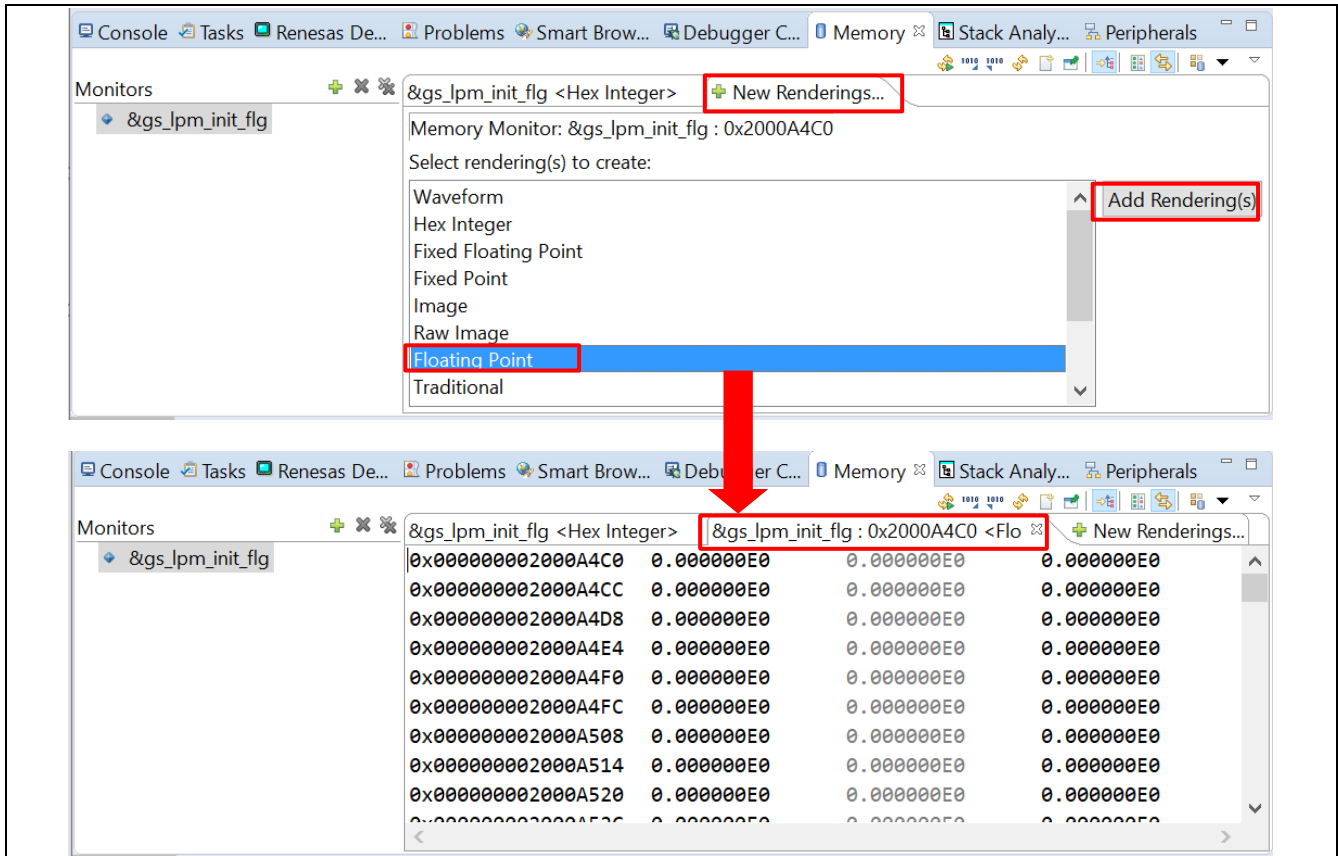 Console Tasks Renesas De... Problems Smart Brow... Debugger C... Memory Stack Analy... Peripherals
Monitors
&gs_lpm_init_flg <Hex Integer> New Renderings...
&gs_lpm_init_flg
Memory Monitor: &gs_lpm_init_flg : 0x2000A4C0
Select rendering(s) to create:
Waveform
Add Rendering(s)
Hex Integer
Fixed Floating Point
Fixed Point
Image
Raw Image
Floating Point
Traditional
Console Tasks Renesas De... Problems Smart Brow... Memory Stack Analy... Peripherals
Monitors
&gs_lpm_init_flg <Hex Integer> &gs_lpm_init_flg : 0x2000A4C0 <Flo New Renderings...
&gs_lpm_init_flg
0x000000002000A4C0 0.000000E0 0.000000E0 0.000000E0
0x000000002000A4CC 0.000000E0 0.000000E0 0.000000E0
0x000000002000A4D8 0.000000E0 0.000000E0 0.000000E0
0x000000002000A4E4 0.000000E0 0.000000E0 0.000000E0
0x000000002000A4F0 0.000000E0 0.000000E0 0.000000E0
0x000000002000A4FC 0.000000E0 0.000000E0 0.000000E0
0x000000002000A508 0.000000E0 0.000000E0 0.000000E0
0x000000002000A514 0.000000E0 0.000000E0 0.000000E0
0x000000002000A520 0.000000E0 0.000000E0 0.000000E0